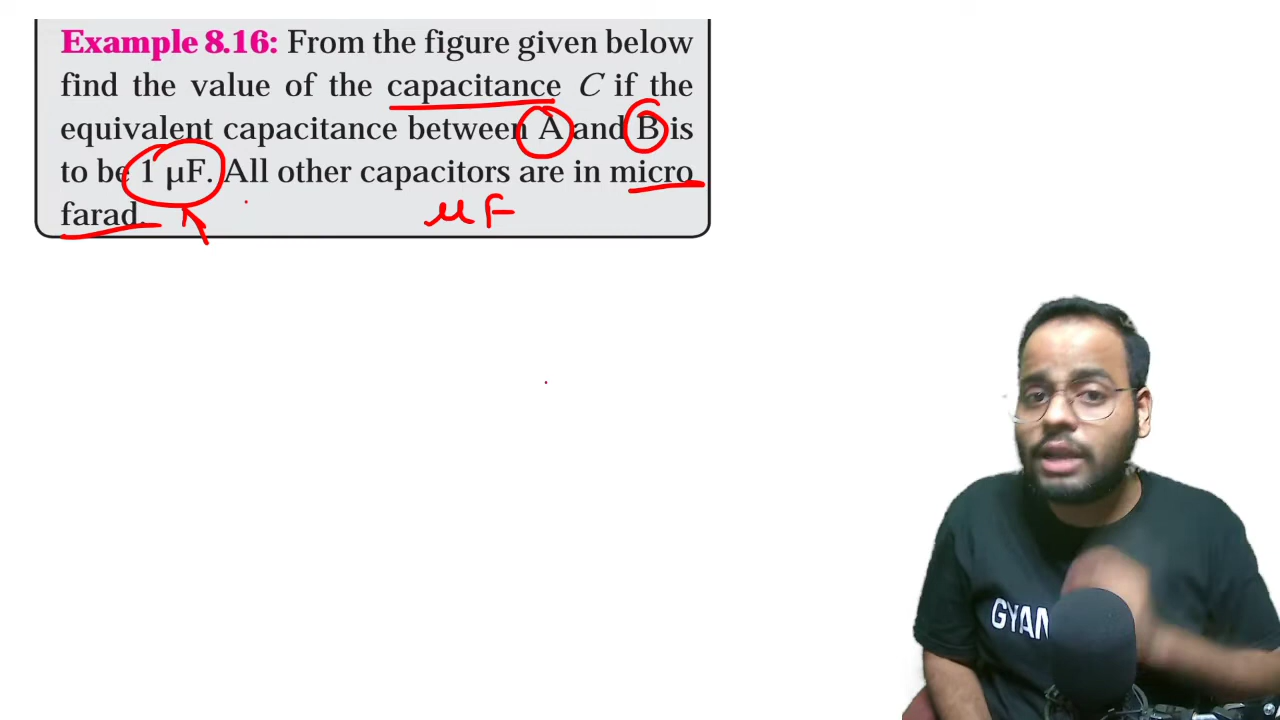 Example 8.16: From the figure given below
find the value of the capacitance C if the
equivalent capacitance between A and B is
to be 1 μF. All other capacitors are in micro
farad.
μF
GYAN